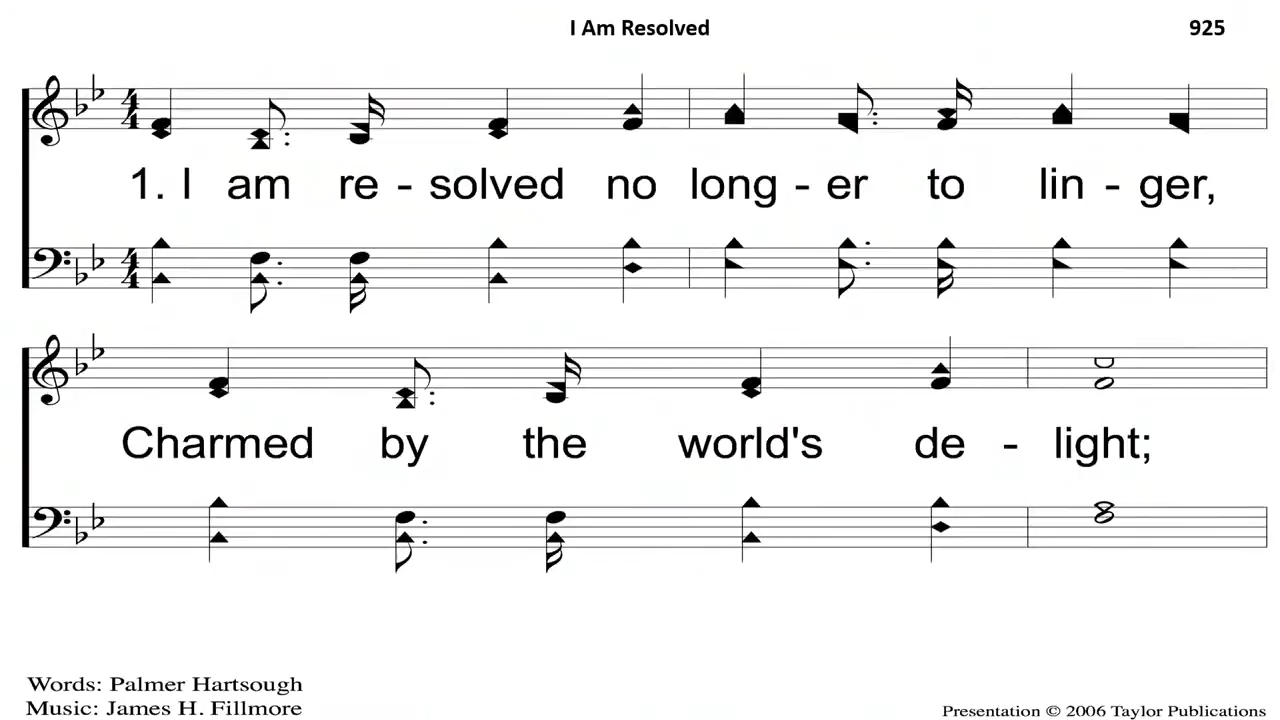 I Am Resolved 925
1. I am re - solved no long - er to lin - ger,
Charmed by the world's de - light;
Words: Palmer Hartsough
Music: James H. Fillmore
Presentation © 2006 Taylor Publications